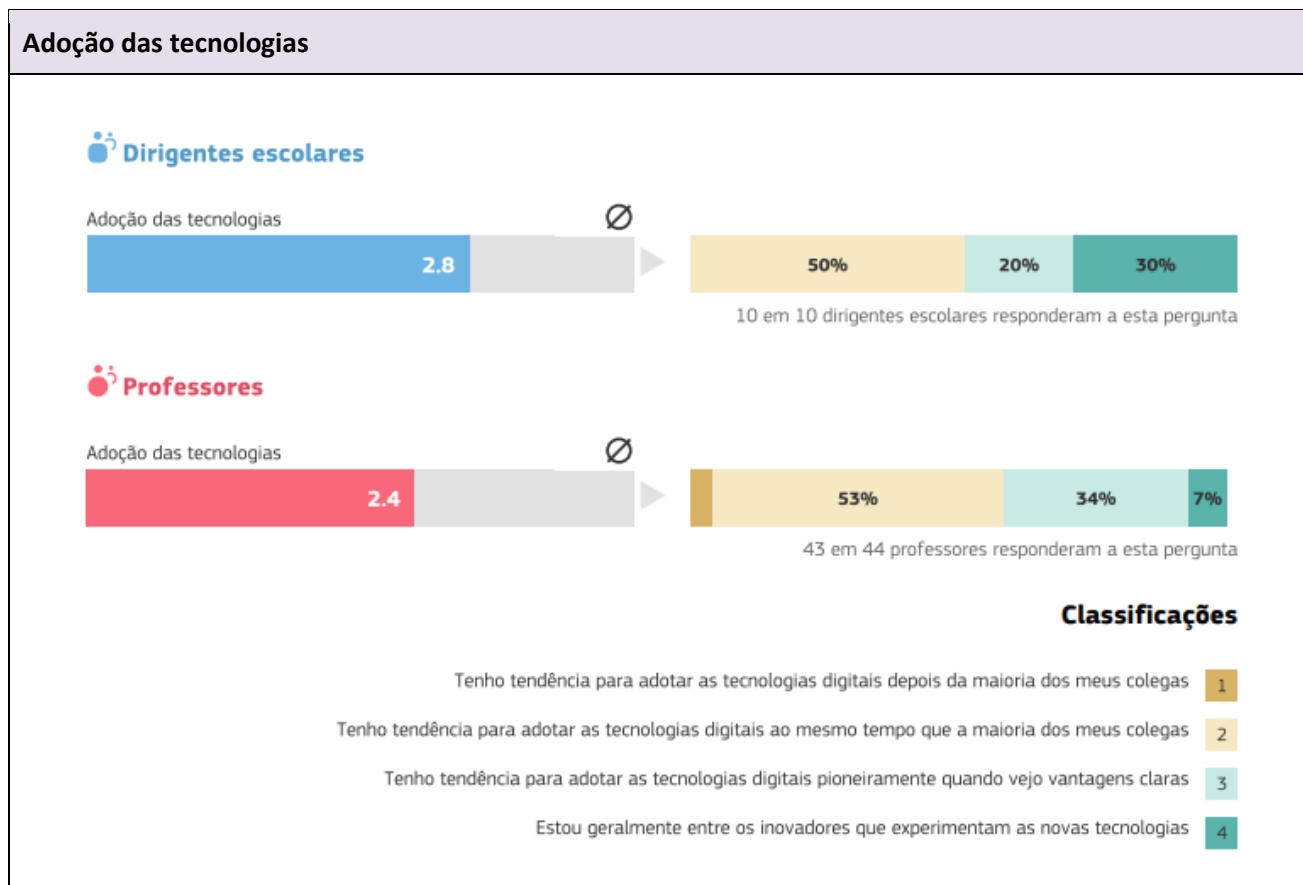 Adoção das tecnologias
Dirigentes escolares
Adoção das tecnologias
Ø
2.8
50% 20% 30%
10 em 10 dirigentes escolares responderam a esta pergunta
Professores
Adoção das tecnologias
Ø
2.4
53% 34% 7%
43 em 44 professores responderam a esta pergunta
Classificações
Tenho tendência para adotar as tecnologias digitais depois da maioria dos meus colegas 1
Tenho tendência para adotar as tecnologias digitais ao mesmo tempo que a maioria dos meus colegas 2
Tenho tendência para adotar as tecnologias digitais pioneiramente quando vejo vantagens claras 3
Estou geralmente entre os inovadores que experimentam as novas tecnologias 4